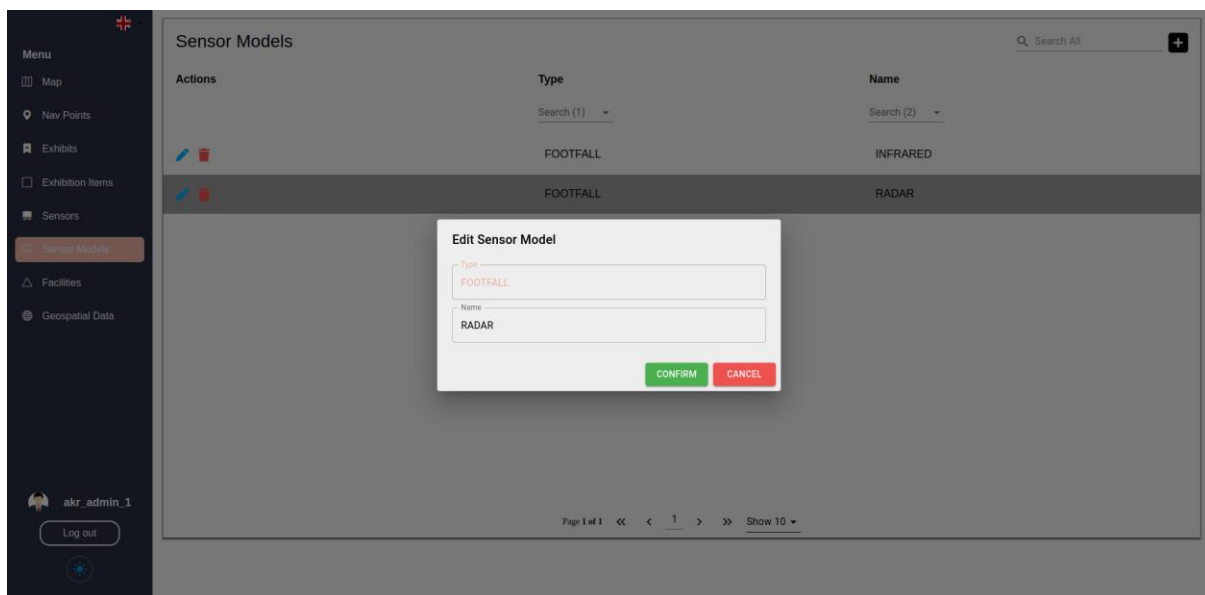 Menu
Map
Nav Points
Exhibits
Exhibition Items
Sensors
Sensor Models
Facilities
Geospatial Data
akr_admin_1
Log out
Sensor Models
Search All
Actions Type Name
Search (1) Search (2)
FOOTFALL INFRARED
FOOTFALL RADAR
Edit Sensor Model
Type
FOOTFALL
Name
RADAR
CONFIRM CANCEL
Page 1 of 1 1 Show 10